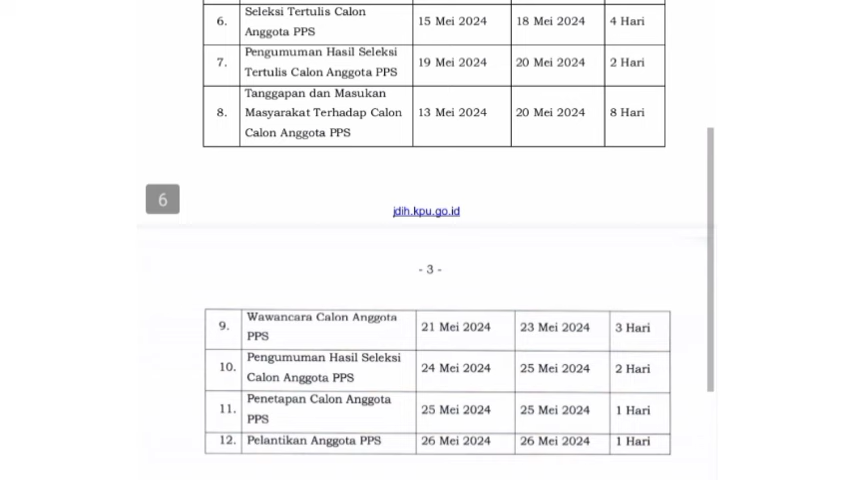 6. Seleksi Tertulis Calon Anggota PPS 15 Mei 2024 18 Mei 2024 4 Hari
7. Pengumuman Hasil Seleksi Tertulis Calon Anggota PPS 19 Mei 2024 20 Mei 2024 2 Hari
8. Tanggapan dan Masukan Masyarakat Terhadap Calon Calon Anggota PPS 13 Mei 2024 20 Mei 2024 8 Hari
6
jdih.kpu.go.id
- 3 -
9. Wawancara Calon Anggota PPS 21 Mei 2024 23 Mei 2024 3 Hari
10. Pengumuman Hasil Seleksi Calon Anggota PPS 24 Mei 2024 25 Mei 2024 2 Hari
11. Penetapan Calon Anggota PPS 25 Mei 2024 25 Mei 2024 1 Hari
12. Pelantikan Anggota PPS 26 Mei 2024 26 Mei 2024 1 Hari